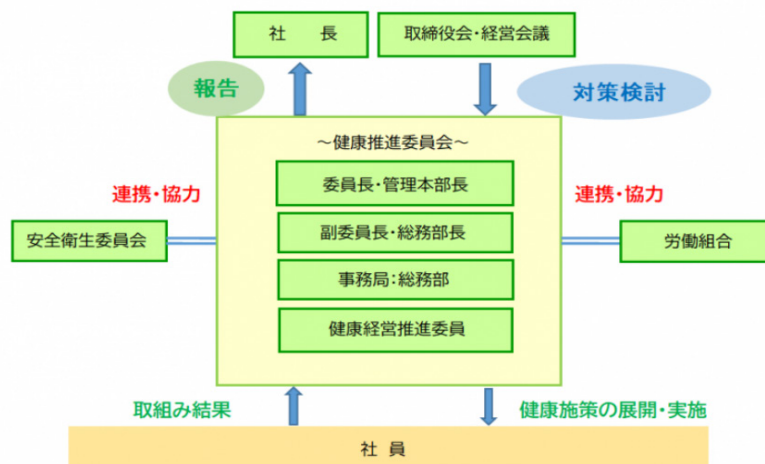 社　長
取締役会・経営会議
報告
対策検討
～健康推進委員会～
委員長・管理本部長
連携・協力
連携・協力
副委員長・総務部長
安全衛生委員会
労働組合
事務局：総務部
健康経営推進委員
取組み結果
健康施策の展開・実施
社 員